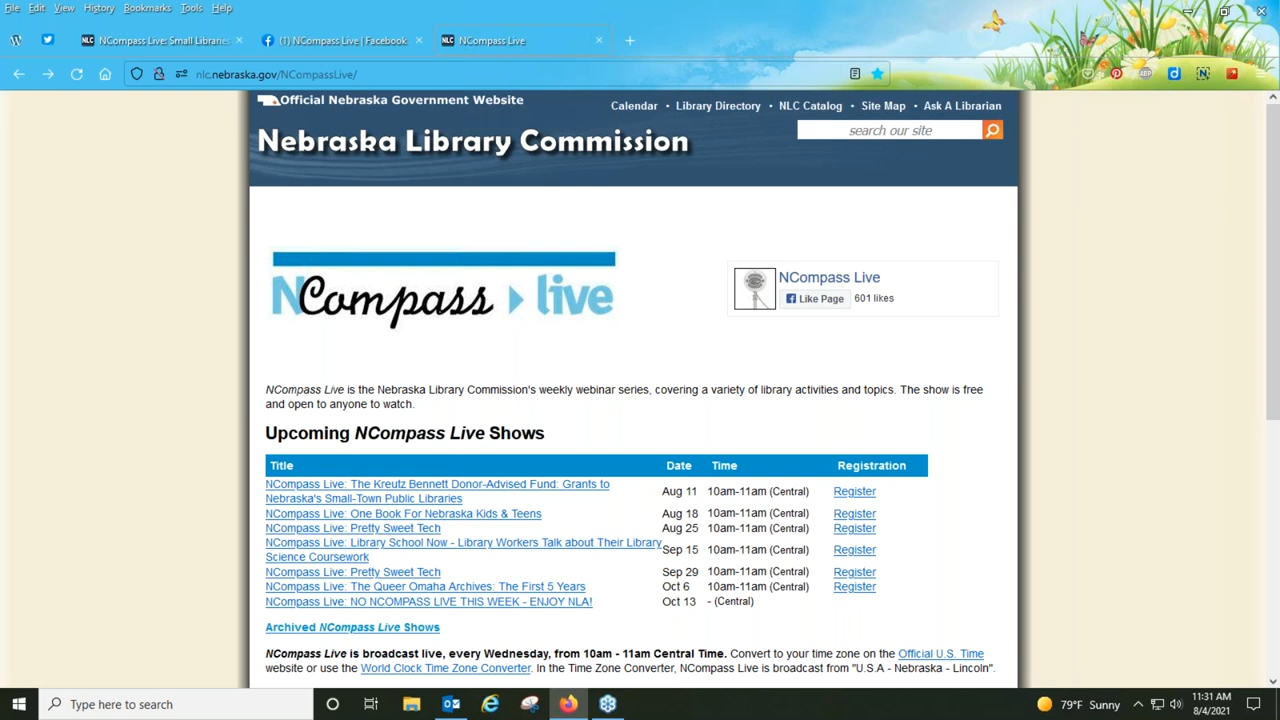 File Edit View History Bookmarks Tools Help
NLC NCompass Live: Small Libraries × (1) NCompass Live | Facebook × NLC NCompass Live × +
nlc.nebraska.gov/NCompassLive/
Official Nebraska Government Website
Calendar • Library Directory • NLC Catalog • Site Map • Ask A Librarian
search our site
Nebraska Library Commission
NCompass live
NCompass Live
Like Page 601 likes
NCompass Live is the Nebraska Library Commission's weekly webinar series, covering a variety of library activities and topics. The show is free
and open to anyone to watch.
Upcoming NCompass Live Shows
Title Date Time Registration
NCompass Live: The Kreutz Bennett Donor-Advised Fund: Grants to
Nebraska's Small-Town Public Libraries Aug 11 10am-11am (Central) Register
NCompass Live: One Book For Nebraska Kids & Teens Aug 18 10am-11am (Central) Register
NCompass Live: Pretty Sweet Tech Aug 25 10am-11am (Central) Register
NCompass Live: Library School Now - Library Workers Talk about Their Library
Science Coursework Sep 15 10am-11am (Central) Register
NCompass Live: Pretty Sweet Tech Sep 29 10am-11am (Central) Register
NCompass Live: The Queer Omaha Archives: The First 5 Years Oct 6 10am-11am (Central) Register
NCompass Live: NO NCOMPASS LIVE THIS WEEK - ENJOY NLA! Oct 13 - (Central)
Archived NCompass Live Shows
NCompass Live is broadcast live, every Wednesday, from 10am - 11am Central Time. Convert to your time zone on the Official U.S. Time
website or use the World Clock Time Zone Converter. In the Time Zone Converter, NCompass Live is broadcast from "U.S.A - Nebraska - Lincoln".
Type here to search
79°F Sunny
11:31 AM
8/4/2021